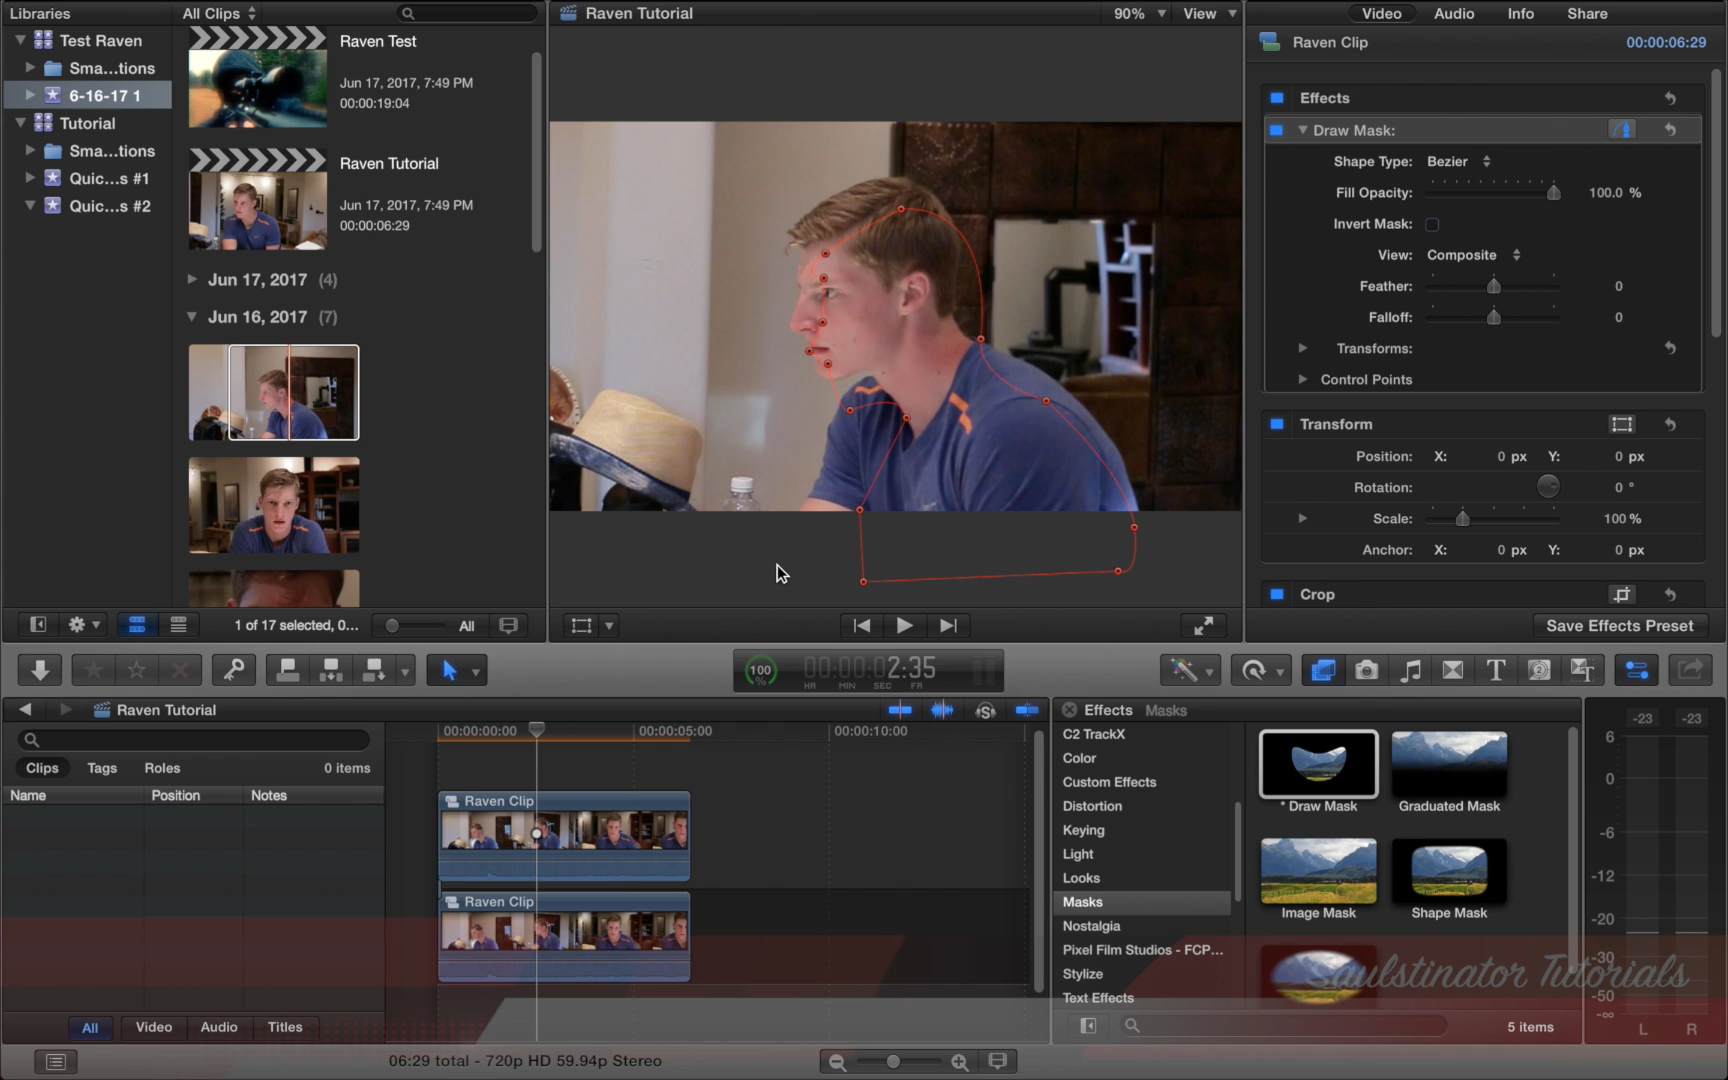 Libraries
All Clips
Raven Tutorial
90%
View
Video Audio Info Share
Test Raven
Sma...tions
6-16-17 1
Tutorial
Sma...tions
Quic...s #1
Quic...s #2
Raven Test
Jun 17, 2017, 7:49 PM
00:00:19:04
Raven Tutorial
Jun 17, 2017, 7:49 PM
00:00:06:29
Jun 17, 2017 (4)
Jun 16, 2017 (7)
1 of 17 selected, 0...
All
Raven Clip
00:00:06:29
Effects
Draw Mask:
Shape Type: Bezier
Fill Opacity: 100.0 %
Invert Mask:
View: Composite
Feather: 0
Falloff: 0
Transforms:
Control Points
Transform
Position: X: 0 px Y: 0 px
Rotation: 0 °
Scale: 100 %
Anchor: X: 0 px Y: 0 px
Crop
Save Effects Preset
100 %
00:00:02:35
HR MIN SEC FR
Raven Tutorial
Clips Tags Roles 0 items
Name Position Notes
All Video Audio Titles
00:00:00:00 00:00:05:00 00:00:10:00
Raven Clip
Raven Clip
06:29 total - 720p HD 59.94p Stereo
Effects Masks
C2 TrackX
Color
Custom Effects
Distortion
Keying
Light
Looks
Masks
Nostalgia
Pixel Film Studios - FCP...
Stylize
Text Effects
* Draw Mask
Graduated Mask
Image Mask
Shape Mask
5 items
-23 -23
6
0
-6
-12
-20
-30
-50
-∞
L R
Saulstinator Tutorials